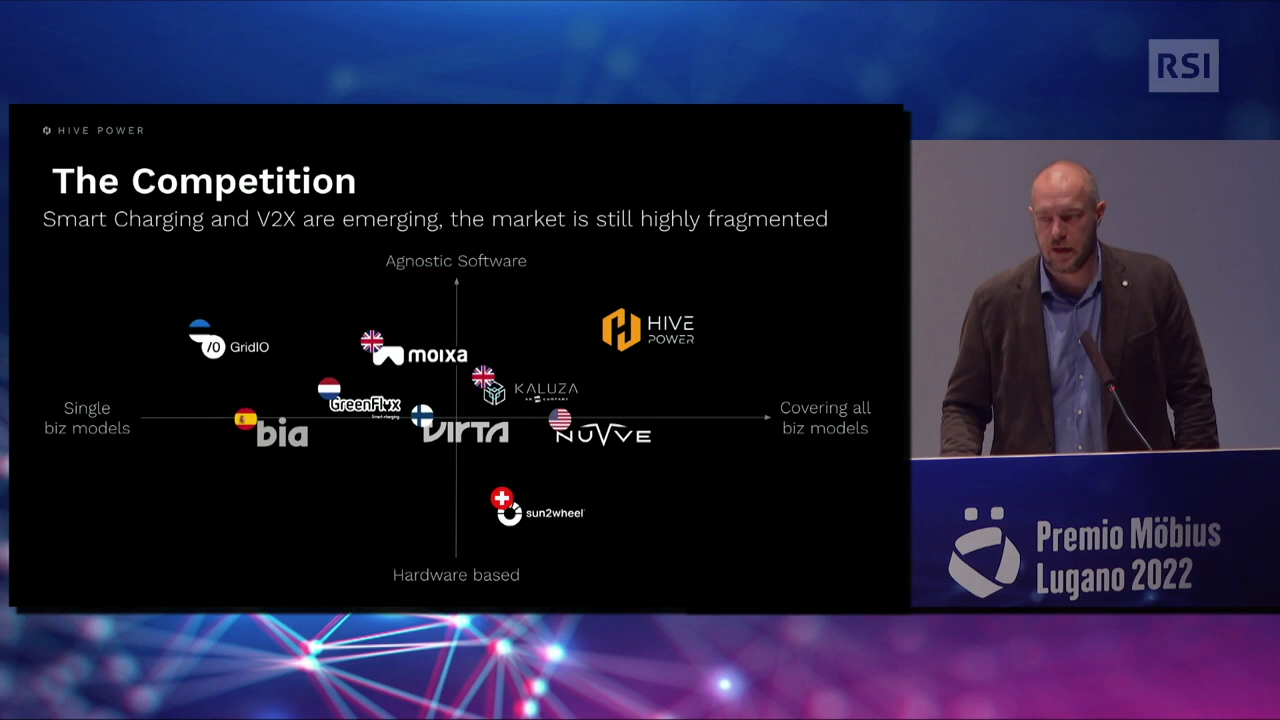 RSI
HIVE POWER
The Competition
Smart Charging and V2X are emerging, the market is still highly fragmented
Agnostic Software
HIVE
POWER
GridIO
moixa
KALUZA
GreenFlux
Smart charging
Single
biz models
Covering all
biz models
bia
VIRTA
NUVVE
sun2wheel
Hardware based
Premio Möbius
Lugano 2022